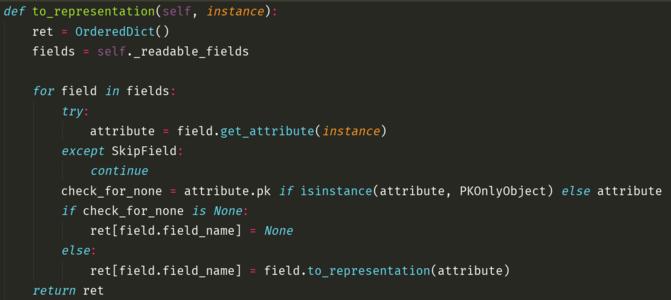 def to_representation(self, instance):
    ret = OrderedDict()
    fields = self._readable_fields

    for field in fields:
        try:
            attribute = field.get_attribute(instance)
        except SkipField:
            continue
        check_for_none = attribute.pk if isinstance(attribute, PKOnlyObject) else attribute
        if check_for_none is None:
            ret[field.field_name] = None
        else:
            ret[field.field_name] = field.to_representation(attribute)
    return ret